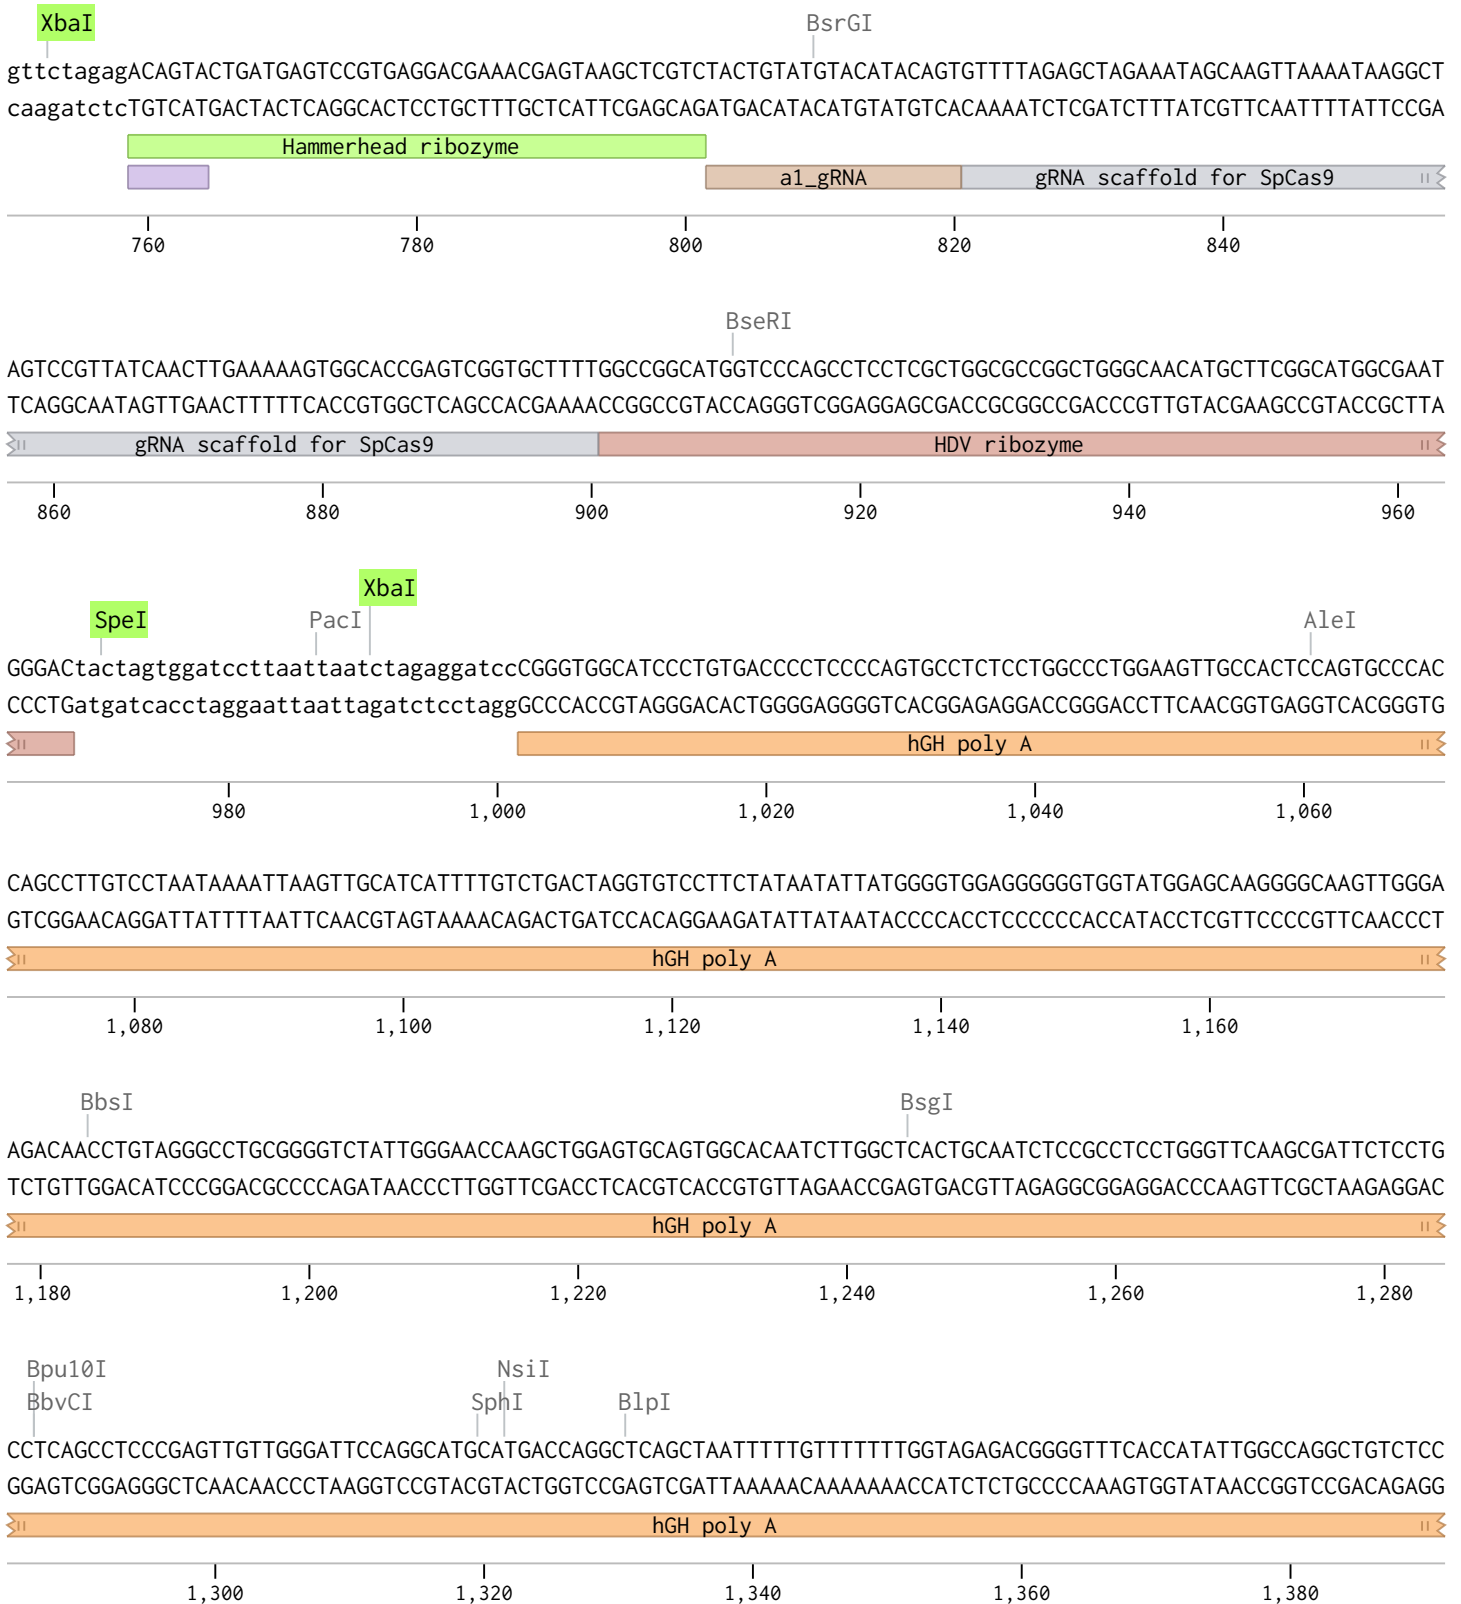 XbaI BsrGI
gttctagagACAGTACTGATGAGTCCGTGAGGACGAAACGAGTAAGCTCGTCTACTGTATGTACATACAGTGTTTTAGAGCTAGAAATAGCAAGTTAAAATAAGGCT
caagatctcTGTCATGACTACTCAGGCACTCCTGCTTTGCTCATTCGAGCAGATGACATACATGTATGTCACAAAATCTCGATCTTTATCGTTCAATTTTATTCCGA
Hammerhead ribozyme
a1_gRNA gRNA scaffold for SpCas9
760 780 800 820 840
BseRI
AGTCCGTTATCAACTTGAAAAAGTGGCACCGAGTCGGTGCTTTTGGCCGGCATGGTCCCAGCCTCCTCGCTGGCGCCGGCTGGGCAACATGCTTCGGCATGGCGAAT
TCAGGCAATAGTTGAACTTTTTCACCGTGGCTCAGCCACGAAAACCGGCCGTACCAGGGTCGGAGGAGCGACCGCGGCCGACCCGTTGTACGAAGCCGTACCGCTTA
gRNA scaffold for SpCas9 HDV ribozyme
860 880 900 920 940 960
XbaI
SpeI PacI AleI
GGGACtactagtggatccttaattaatctagaggatccCGGGTGGCATCCCTGTGACCCCTCCCCAGTGCCTCTCCTGGCCCTGGAAGTTGCCACTCCAGTGCCCAC
CCCTGatgatcacctaggaattaattagatctcctaggGCCCACCGTAGGGACACTGGGGAGGGGTCACGGAGAGGACCGGGACCTTCAACGGTGAGGTCACGGGTG
hGH poly A
980 1,000 1,020 1,040 1,060
CAGCCTTGTCCTAATAAAATTAAGTTGCATCATTTTGTCTGACTAGGTGTCCTTCTATAATATTATGGGGTGGAGGGGGGTGGTATGGAGCAAGGGGCAAGTTGGGA
GTCGGAACAGGATTATTTTAATTCAACGTAGTAAAACAGACTGATCCACAGGAAGATATTATAATACCCCACCTCCCCCCACCATACCTCGTTCCCCGTTCAACCCT
hGH poly A
1,080 1,100 1,120 1,140 1,160
BbsI BsgI
AGACAACCTGTAGGGCCTGCGGGGTCTATTGGGAACCAAGCTGGAGTGCAGTGGCACAATCTTGGCTCACTGCAATCTCCGCCTCCTGGGTTCAAGCGATTCTCCTG
TCTGTTGGACATCCCGGACGCCCCAGATAACCCTTGGTTCGACCTCACGTCACCGTGTTAGAACCGAGTGACGTTAGAGGCGGAGGACCCAAGTTCGCTAAGAGGAC
hGH poly A
1,180 1,200 1,220 1,240 1,260 1,280
Bpu10I NsiI
BbvCI SphI BlpI
CCTCAGCCTCCCGAGTTGTTGGGATTCCAGGCATGCATGACCAGGCTCAGCTAATTTTTGTTTTTTTGGTAGAGACGGGGTTTCACCATATTGGCCAGGCTGTCTCC
GGAGTCGGAGGGCTCAACAACCCTAAGGTCCGTACGTACTGGTCCGAGTCGATTAAAAACAAAAAAACCATCTCTGCCCCAAAGTGGTATAACCGGTCCGACAGAGG
hGH poly A
1,300 1,320 1,340 1,360 1,380